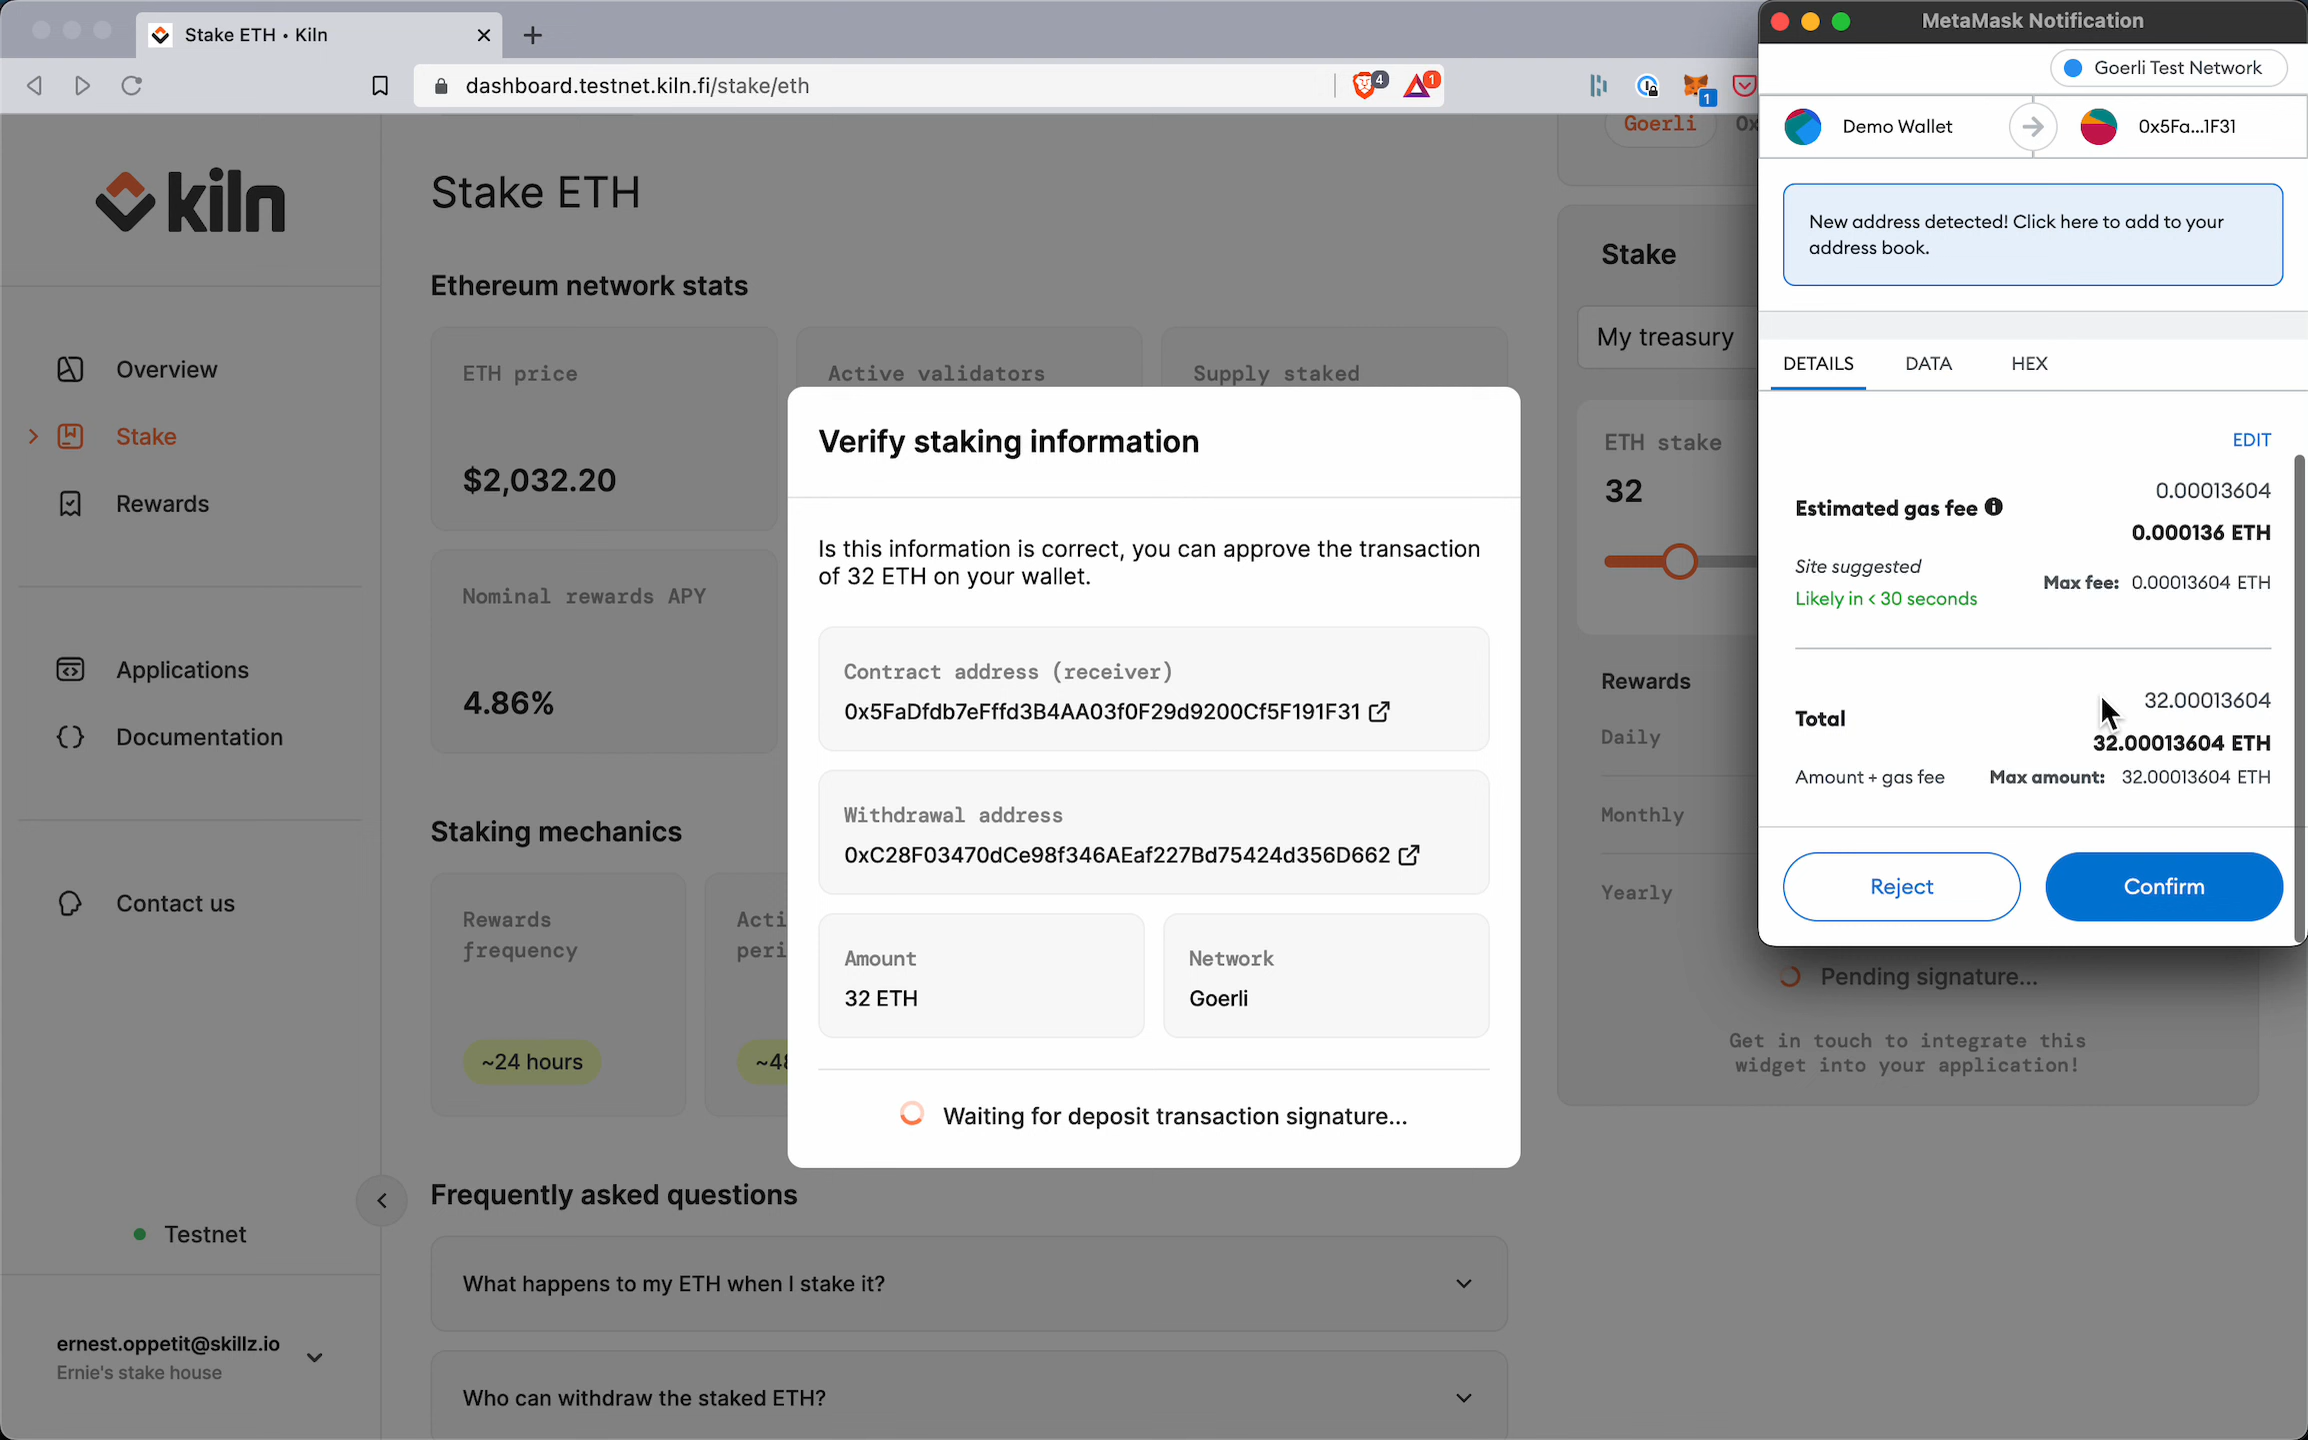 Stake ETH • Kiln
dashboard.testnet.kiln.fi/stake/eth
4
1
1
kiln
Overview
Stake
Rewards
Applications
Documentation
Contact us
Testnet
ernest.oppetit@skillz.io
Ernie's stake house
Stake ETH
Ethereum network stats
ETH price
$2,032.20
Active validators
Supply staked
Nominal rewards APY
4.86%
Staking mechanics
Rewards
frequency
~24 hours
Acti
peri
~48
Frequently asked questions
What happens to my ETH when I stake it?
Who can withdraw the staked ETH?
Verify staking information
Is this information is correct, you can approve the transaction
of 32 ETH on your wallet.
Contract address (receiver)
0x5FaDfdb7eFffd3B4AA03f0F29d9200Cf5F191F31
Withdrawal address
0xC28F03470dCe98f346AEaf227Bd75424d356D662
Amount
32 ETH
Network
Goerli
Waiting for deposit transaction signature...
Goerli
0x
Stake
My treasury
ETH stake
32
Rewards
Daily
Monthly
Yearly
Pending signature...
Get in touch to integrate this
widget into your application!
MetaMask Notification
Goerli Test Network
Demo Wallet
0x5Fa...1F31
New address detected! Click here to add to your
address book.
DETAILS
DATA
HEX
EDIT
Estimated gas fee
0.00013604
0.000136 ETH
Site suggested
Likely in < 30 seconds
Max fee: 0.00013604 ETH
Total
32.00013604
32.00013604 ETH
Amount + gas fee
Max amount: 32.00013604 ETH
Reject
Confirm